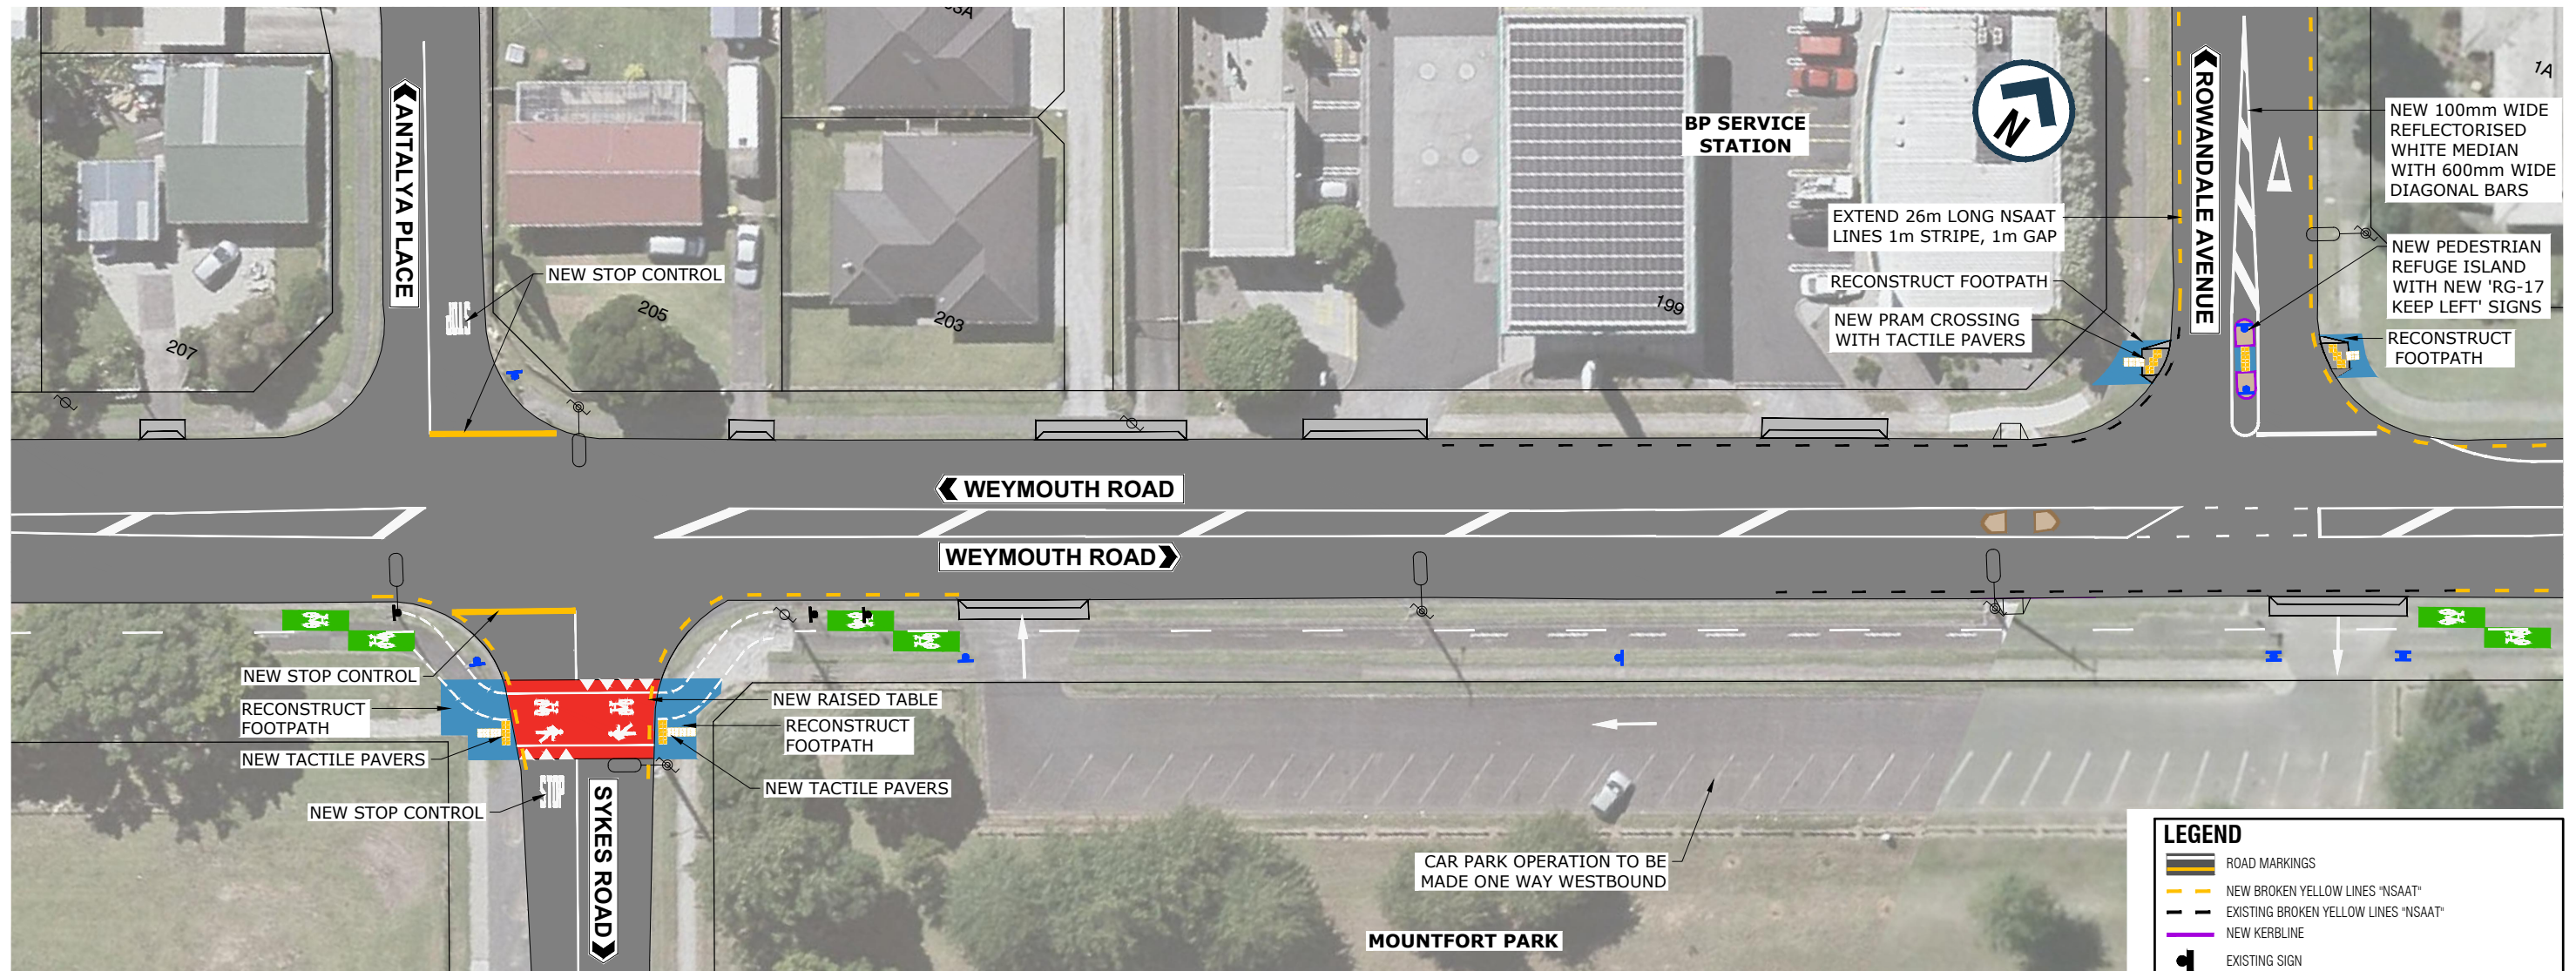 ANTALYA PLACE
NEW STOP CONTROL
STOP
207
205
203
199
1A
BP SERVICE
STATION
N
ROWANDALE AVENUE
NEW 100mm WIDE
REFLECTORISED
WHITE MEDIAN
WITH 600mm WIDE
DIAGONAL BARS
EXTEND 26m LONG NSAAT
LINES 1m STRIPE, 1m GAP
NEW PEDESTRIAN
REFUGE ISLAND
WITH NEW 'RG-17
KEEP LEFT' SIGNS
RECONSTRUCT FOOTPATH
NEW PRAM CROSSING
WITH TACTILE PAVERS
RECONSTRUCT
FOOTPATH
WEYMOUTH ROAD
WEYMOUTH ROAD
NEW STOP CONTROL
RECONSTRUCT
FOOTPATH
NEW TACTILE PAVERS
NEW STOP CONTROL
STOP
SYKES ROAD
NEW RAISED TABLE
RECONSTRUCT
FOOTPATH
NEW TACTILE PAVERS
CAR PARK OPERATION TO BE
MADE ONE WAY WESTBOUND
MOUNTFORT PARK
LEGEND
ROAD MARKINGS
NEW BROKEN YELLOW LINES "NSAAT"
EXISTING BROKEN YELLOW LINES "NSAAT"
NEW KERBLINE
EXISTING SIGN